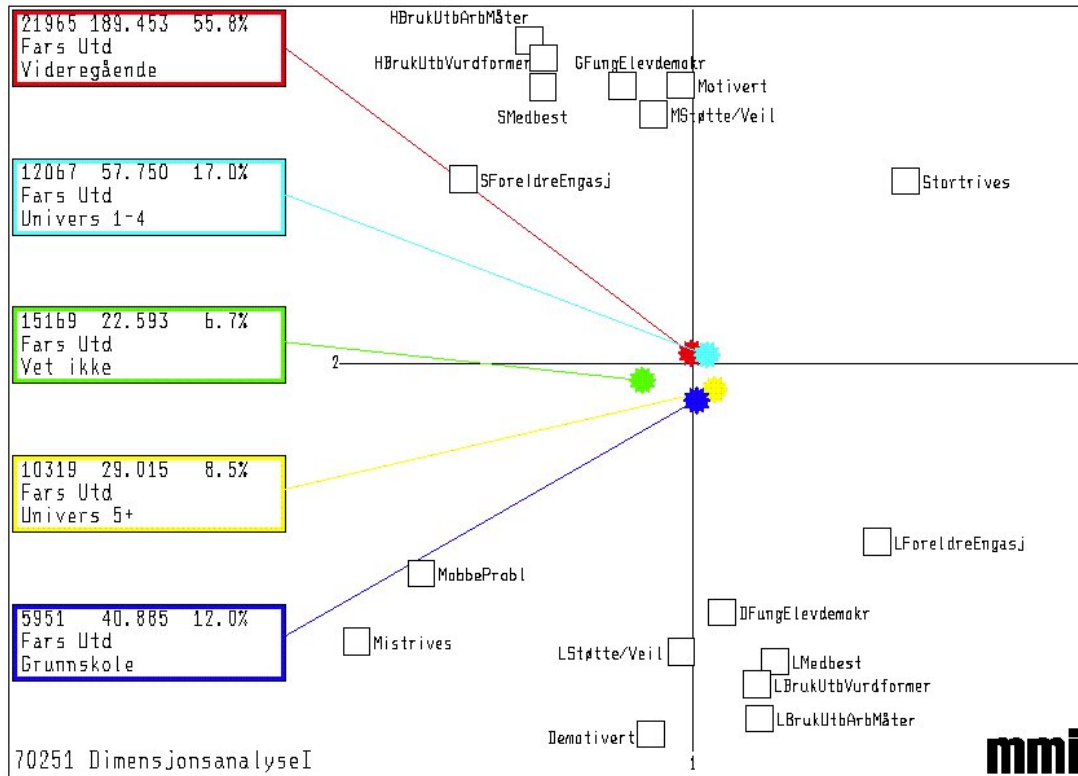 21965 189.453 55.8%
Fars Utd
Videregående
12067 57.750 17.0%
Fars Utd
Univers 1-4
15169 22.593 6.7%
Fars Utd
Vet ikke
10319 29.015 8.5%
Fars Utd
Univers 5+
5951 40.885 12.0%
Fars Utd
Grunnskole
HBrukUtbArbMåter
HBrukUtbVurdformer
GFungElevdemokr
Motivert
SMedbest
MStøtte/Veil
SForeldreEngasj
Stortrives
2
LForeldreEngasj
MobbeProbl
DFungElevdemokr
Mistrives
LStøtte/Veil
LMedbest
LBrukUtbVurdformer
LBrukUtbArbMåter
Demotivert
70251 DimensjonsanalyseI
1
mmi